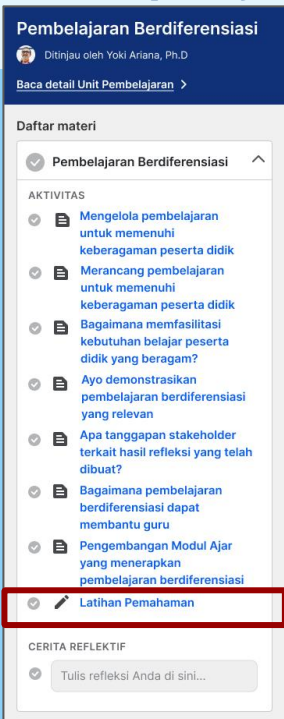 Pembelajaran Berdiferensiasi
Ditinjau oleh Yoki Ariana, Ph.D
Baca detail Unit Pembelajaran >
Daftar materi
Pembelajaran Berdiferensiasi
AKTIVITAS
Mengelola pembelajaran
untuk memenuhi
keberagaman peserta didik
Merancang pembelajaran
untuk memenuhi
keberagaman peserta didik
Bagaimana memfasilitasi
kebutuhan belajar peserta
didik yang beragam?
Ayo demonstrasikan
pembelajaran berdiferensiasi
yang relevan
Apa tanggapan stakeholder
terkait hasil refleksi yang telah
dibuat?
Bagaimana pembelajaran
berdiferensiasi dapat
membantu guru
Pengembangan Modul Ajar
yang menerapkan
pembelajaran berdiferensiasi
Latihan Pemahaman
CERITA REFLEKTIF
Tulis refleksi Anda di sini...